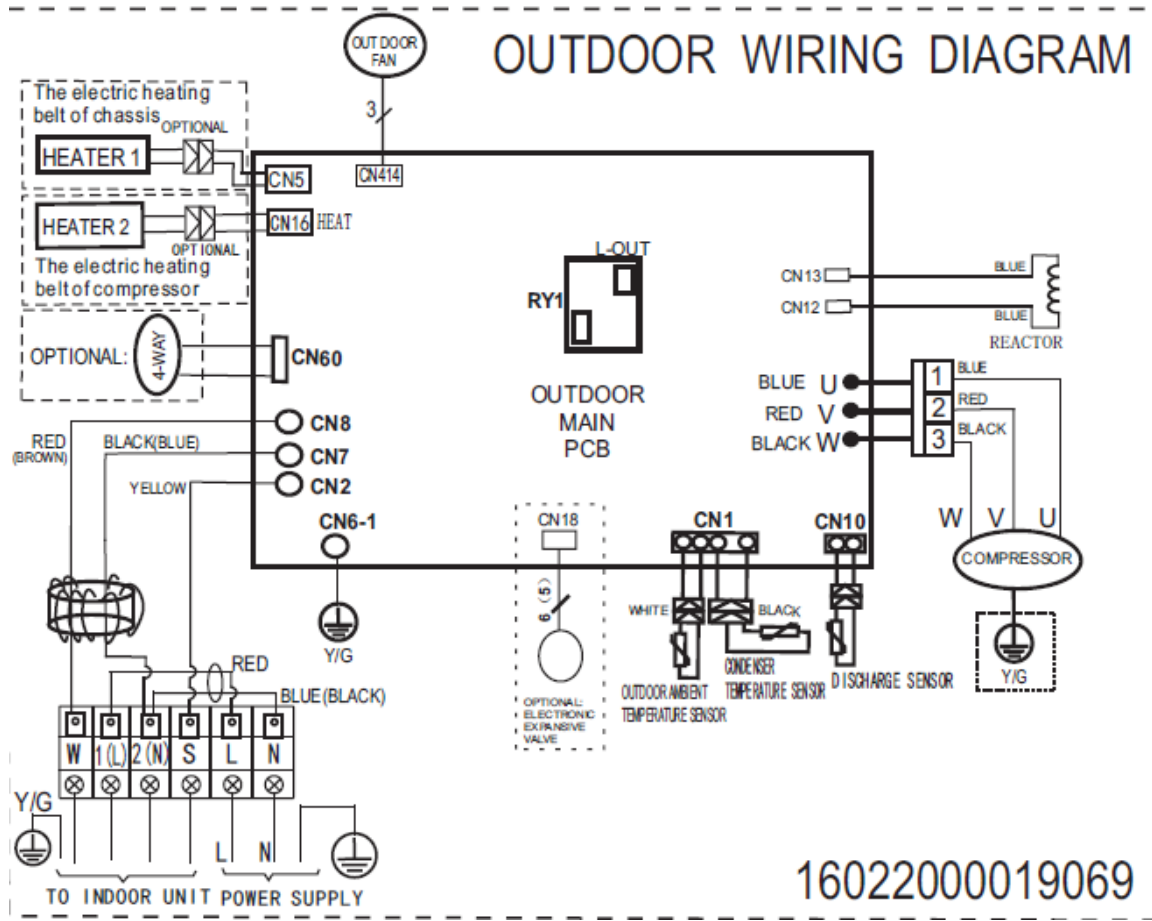 OUTDOOR WIRING DIAGRAM
OUTDOOR
FAN
3
CN414
The electric heating
belt of chassis
OPTIONAL
HEATER 1
CN5
HEATER 2
CN16 HEAT
OPTIONAL
The electric heating
belt of compressor
OPTIONAL:
4-WAY
CN60
L-OUT
RY1
OUTDOOR
MAIN
PCB
CN13
BLUE
CN12
BLUE
REACTOR
BLUE U
RED V
BLACK W
1
2
3
BLUE
RED
BLACK
W V U
COMPRESSOR
Y/G
RED
(BROWN)
BLACK(BLUE)
YELLOW
CN8
CN7
CN2
CN6-1
Y/G
CN18
6 (5)
OPTIONAL:
ELECTRONIC
EXPANSIVE
VALVE
CN1
WHITE
BLACK
OUTDOOR AMBIENT
TEMPERATURE SENSOR
CONDENSER
TEMPERATURE SENSOR
CN10
DISCHARGE SENSOR
RED
BLUE(BLACK)
W 1(L) 2(N) S L N
Y/G
L N
TO INDOOR UNIT POWER SUPPLY
16022000019069